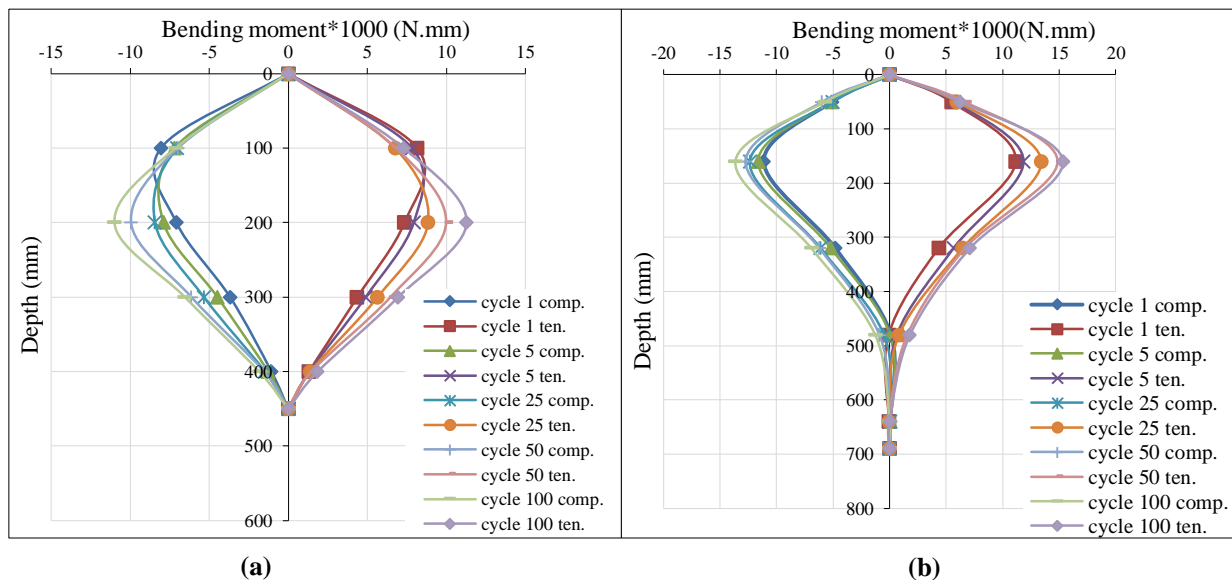 Bending moment*1000 (N.mm)
-15 -10 -5 0 5 10 15
0
100
200
300
400
500
600
Depth (mm)
cycle 1 comp.
cycle 1 ten.
cycle 5 comp.
cycle 5 ten.
cycle 25 comp.
cycle 25 ten.
cycle 50 comp.
cycle 50 ten.
cycle 100 comp.
cycle 100 ten.
(a)
Bending moment*1000(N.mm)
-20 -15 -10 -5 0 5 10 15 20
0
100
200
300
400
500
600
700
800
Depth (mm)
cycle 1 comp.
cycle 1 ten.
cycle 5 comp.
cycle 5 ten.
cycle 25 comp.
cycle 25 ten.
cycle 50 comp.
cycle 50 ten.
cycle 100 comp.
cycle 100 ten.
(b)